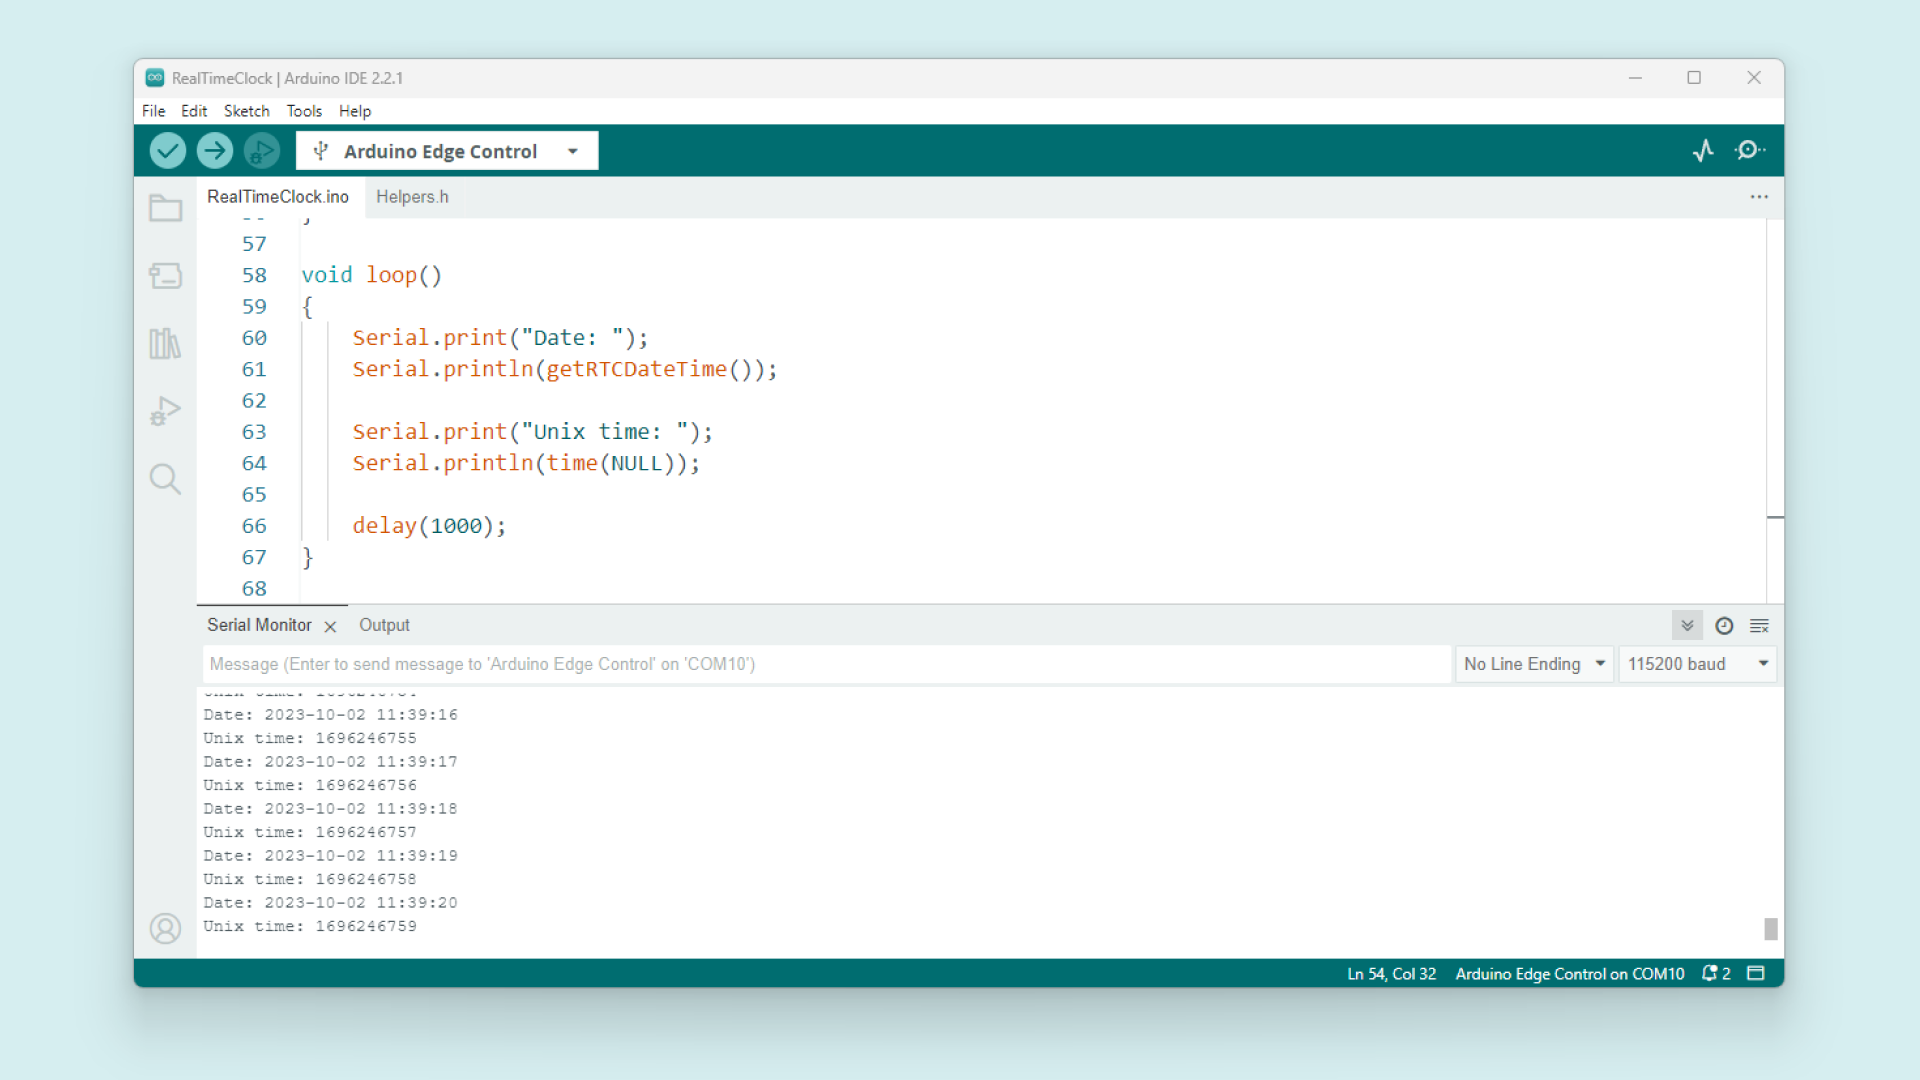 RealTimeClock | Arduino IDE 2.2.1
File Edit Sketch Tools Help
Arduino Edge Control
RealTimeClock.ino Helpers.h
57
58 void loop()
59 {
60 Serial.print("Date: ");
61 Serial.println(getRTCDateTime());
62
63 Serial.print("Unix time: ");
64 Serial.println(time(NULL));
65
66 delay(1000);
67 }
68
Serial Monitor Output
Message (Enter to send message to 'Arduino Edge Control' on 'COM10') No Line Ending 115200 baud
Date: 2023-10-02 11:39:16
Unix time: 1696246755
Date: 2023-10-02 11:39:17
Unix time: 1696246756
Date: 2023-10-02 11:39:18
Unix time: 1696246757
Date: 2023-10-02 11:39:19
Unix time: 1696246758
Date: 2023-10-02 11:39:20
Unix time: 1696246759
Ln 54, Col 32 Arduino Edge Control on COM10 2